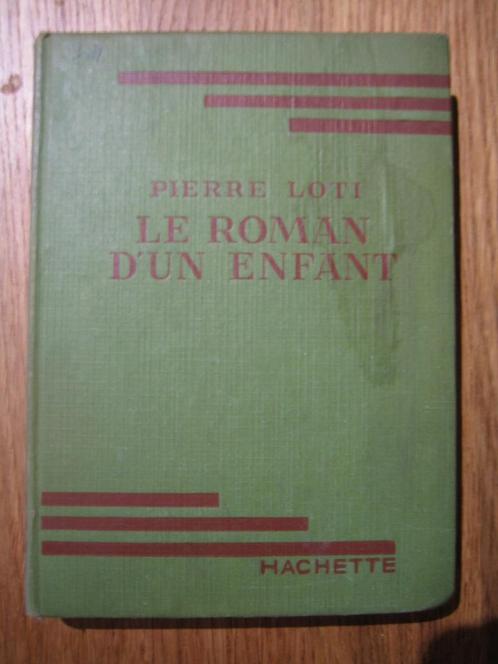 PIERRE LOTI
LE ROMAN
D'UN ENFANT
HACHETTE